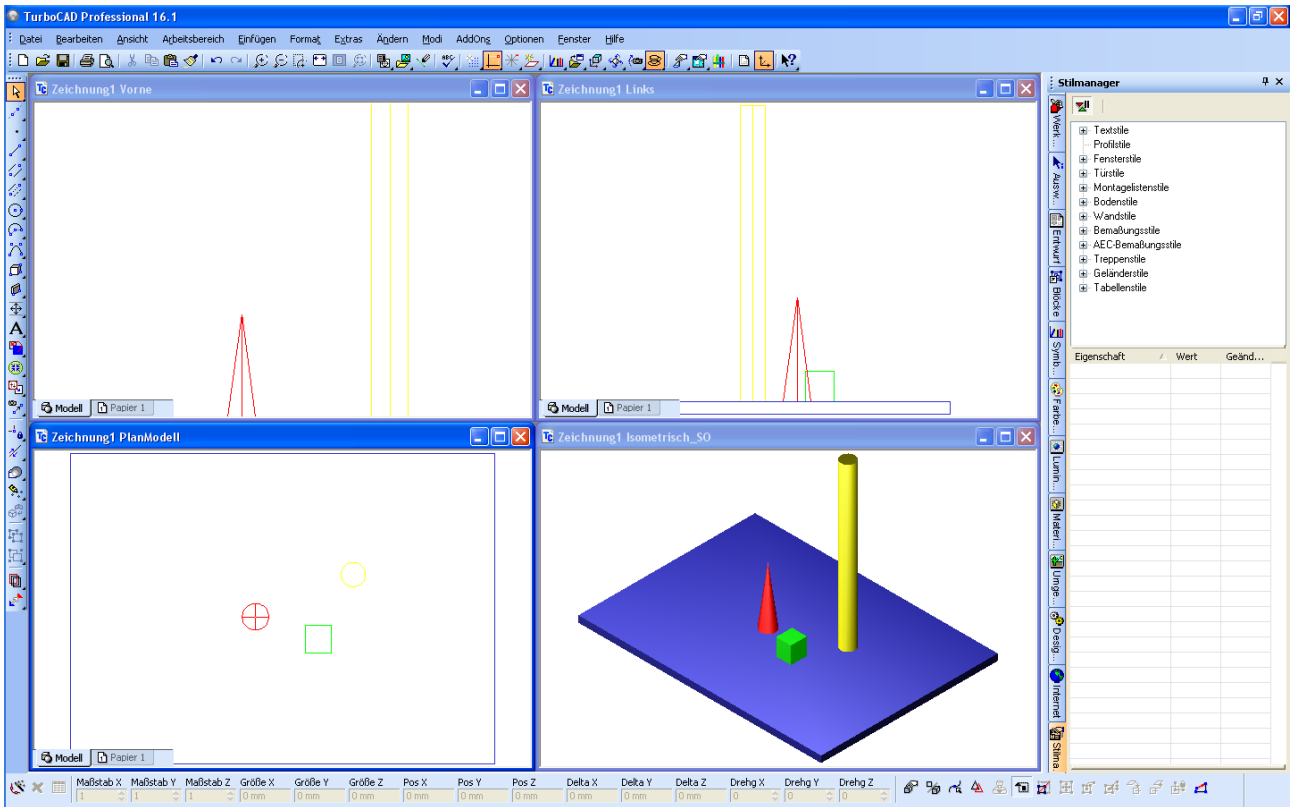 TurboCAD Professional 16.1
Datei Bearbeiten Ansicht Arbeitsbereich Einfügen Format Extras Ändern Modi AddOns Optionen Fenster Hilfe
Zeichnung1 Vorne
Modell Papier 1
Zeichnung1 Links
Modell Papier 1
Zeichnung1 PlanModell
Modell Papier 1
Zeichnung1 Isometrisch_SO
Werk...
Ausw...
Entwurf
Blöcke
Symb...
Farbe...
Lumin...
Materi...
Umge...
Desig...
Internet
Stilma...
Stilmanager
Textstile
Profilstile
Fensterstile
Türstile
Montagelistenstile
Bodenstile
Wandstile
Bemaßungsstile
AEC-Bemaßungsstile
Treppenstile
Geländerstile
Tabellenstile
Eigenschaft Wert Geänd...
Maßstab X Maßstab Y Maßstab Z Größe X Größe Y Größe Z Pos X Pos Y Pos Z Delta X Delta Y Delta Z Drehg X Drehg Y Drehg Z
1 1 1 0 mm 0 mm 0 mm 0 mm 0 mm 0 mm 0 mm 0 mm 0 mm 0 0 0